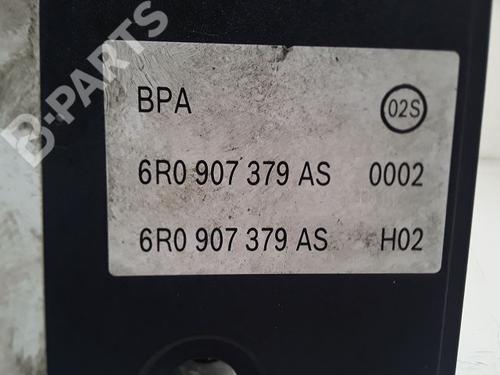 B-PARTS
BPA 02S
6R0 907 379 AS 0002
6R0 907 379 AS H02